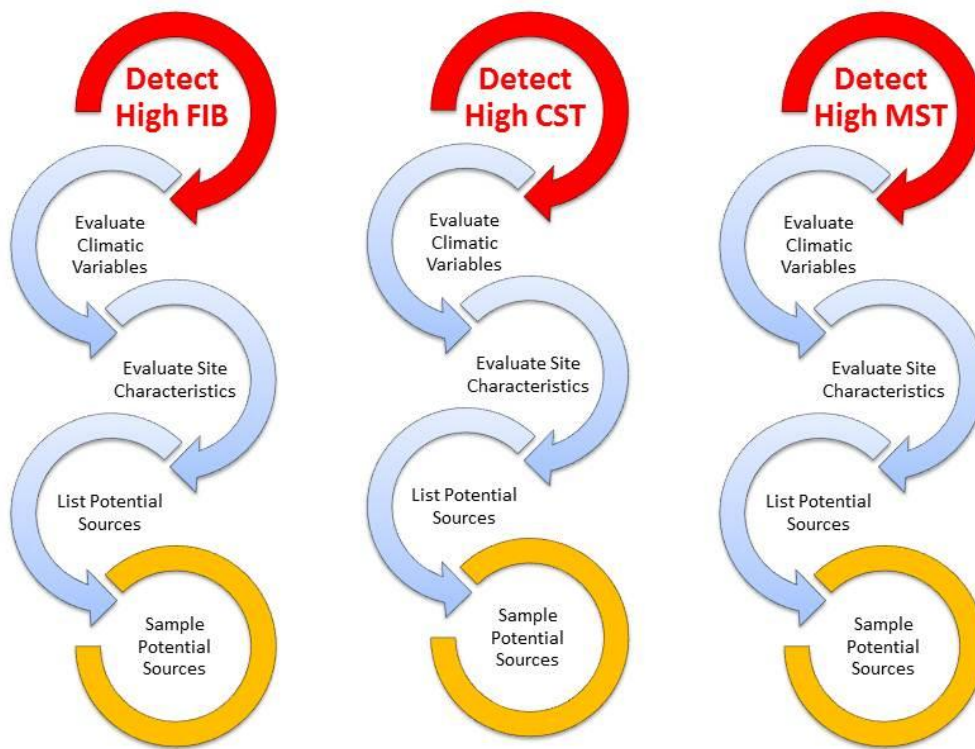 Detect
High FIB
Evaluate
Climatic
Variables
Evaluate Site
Characteristics
List Potential
Sources
Sample
Potential
Sources
Detect
High CST
Evaluate
Climatic
Variables
Evaluate Site
Characteristics
List Potential
Sources
Sample
Potential
Sources
Detect
High MST
Evaluate
Climatic
Variables
Evaluate Site
Characteristics
List Potential
Sources
Sample
Potential
Sources